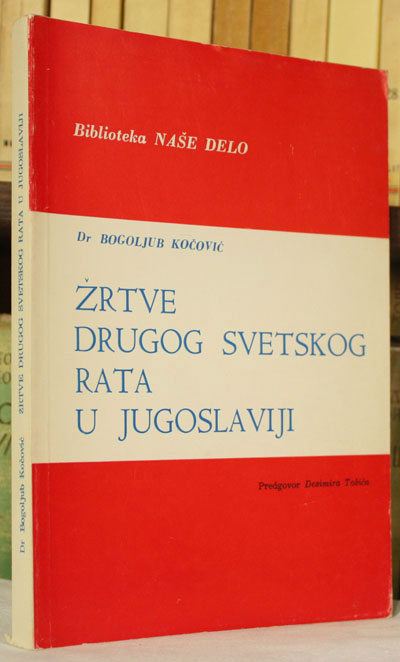 Biblioteka NAŠE DELO
Dr BOGOLJUB KOČOVIĆ
ŽRTVE
DRUGOG SVETSKOG
RATA
U JUGOSLAVIJI
Predgovor Desimira Tošića
Dr Bogoljub Kočović ŽRTVE DRUGOG SVETSKOG RATA U JUGOSLAVIJI